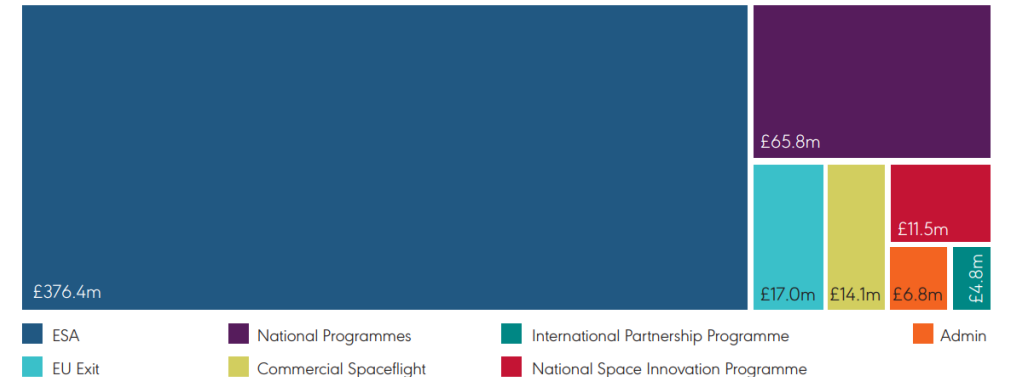 £65.8m
£11.5m
£4.8m
£376.4m
£17.0m
£14.1m
£6.8m
ESA
National Programmes
International Partnership Programme
Admin
EU Exit
Commercial Spaceflight
National Space Innovation Programme